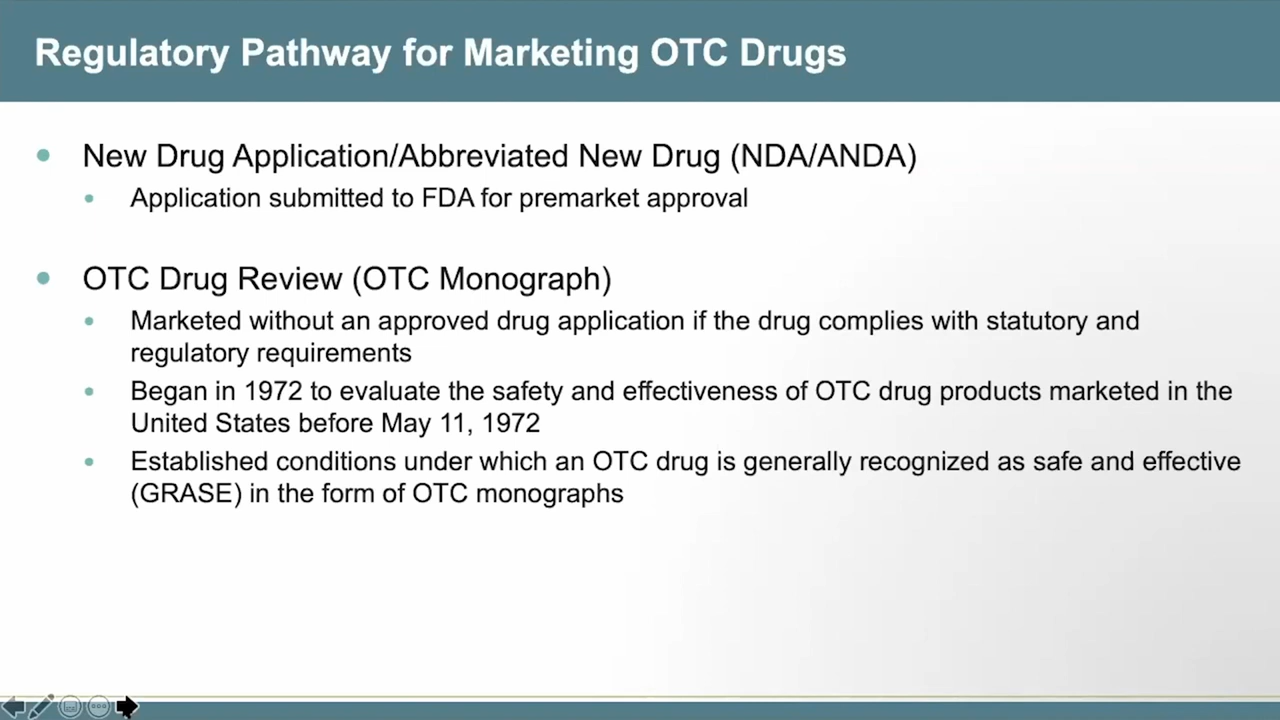 Regulatory Pathway for Marketing OTC Drugs
New Drug Application/Abbreviated New Drug (NDA/ANDA)
Application submitted to FDA for premarket approval
OTC Drug Review (OTC Monograph)
Marketed without an approved drug application if the drug complies with statutory and
regulatory requirements
Began in 1972 to evaluate the safety and effectiveness of OTC drug products marketed in the
United States before May 11, 1972
Established conditions under which an OTC drug is generally recognized as safe and effective
(GRASE) in the form of OTC monographs